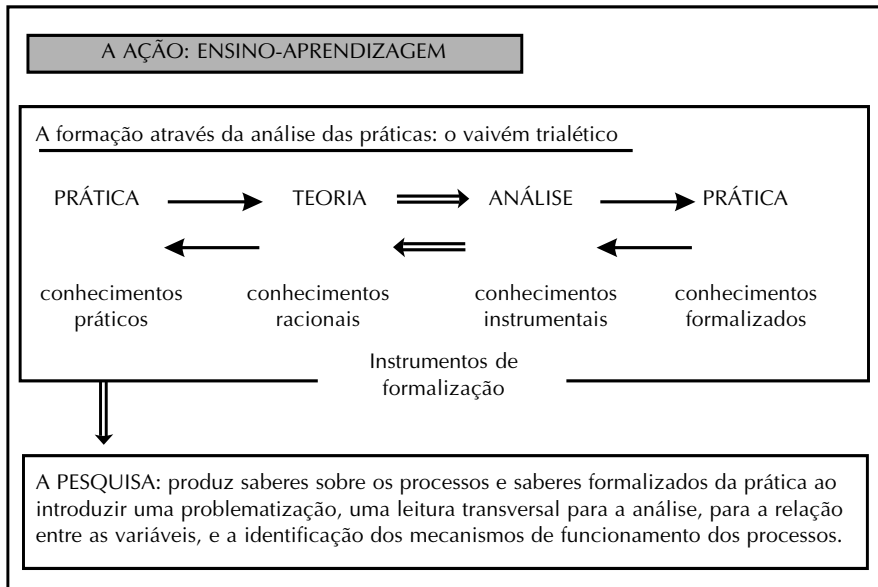 A AÇÃO: ENSINO-APRENDIZAGEM
A formação através da análise das práticas: o vaivém trialético
PRÁTICA TEORIA ANÁLISE PRÁTICA
conhecimentos conhecimentos conhecimentos conhecimentos
práticos racionais instrumentais formalizados
Instrumentos de
formalização
A PESQUISA: produz saberes sobre os processos e saberes formalizados da prática ao
introduzir uma problematização, uma leitura transversal para a análise, para a relação
entre as variáveis, e a identificação dos mecanismos de funcionamento dos processos.